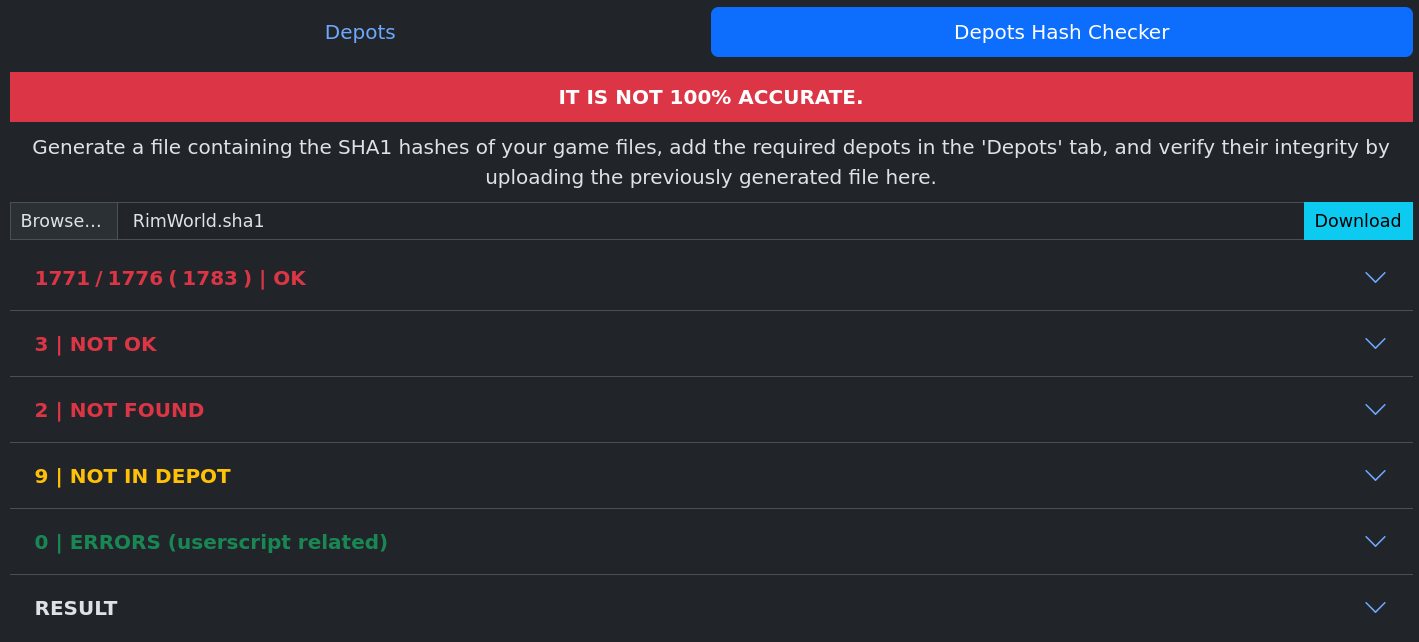 Depots
Depots Hash Checker
IT IS NOT 100% ACCURATE.
Generate a file containing the SHA1 hashes of your game files, add the required depots in the 'Depots' tab, and verify their integrity by
uploading the previously generated file here.
Browse… RimWorld.sha1 Download
1771 / 1776 ( 1783 ) | OK
3 | NOT OK
2 | NOT FOUND
9 | NOT IN DEPOT
0 | ERRORS (userscript related)
RESULT